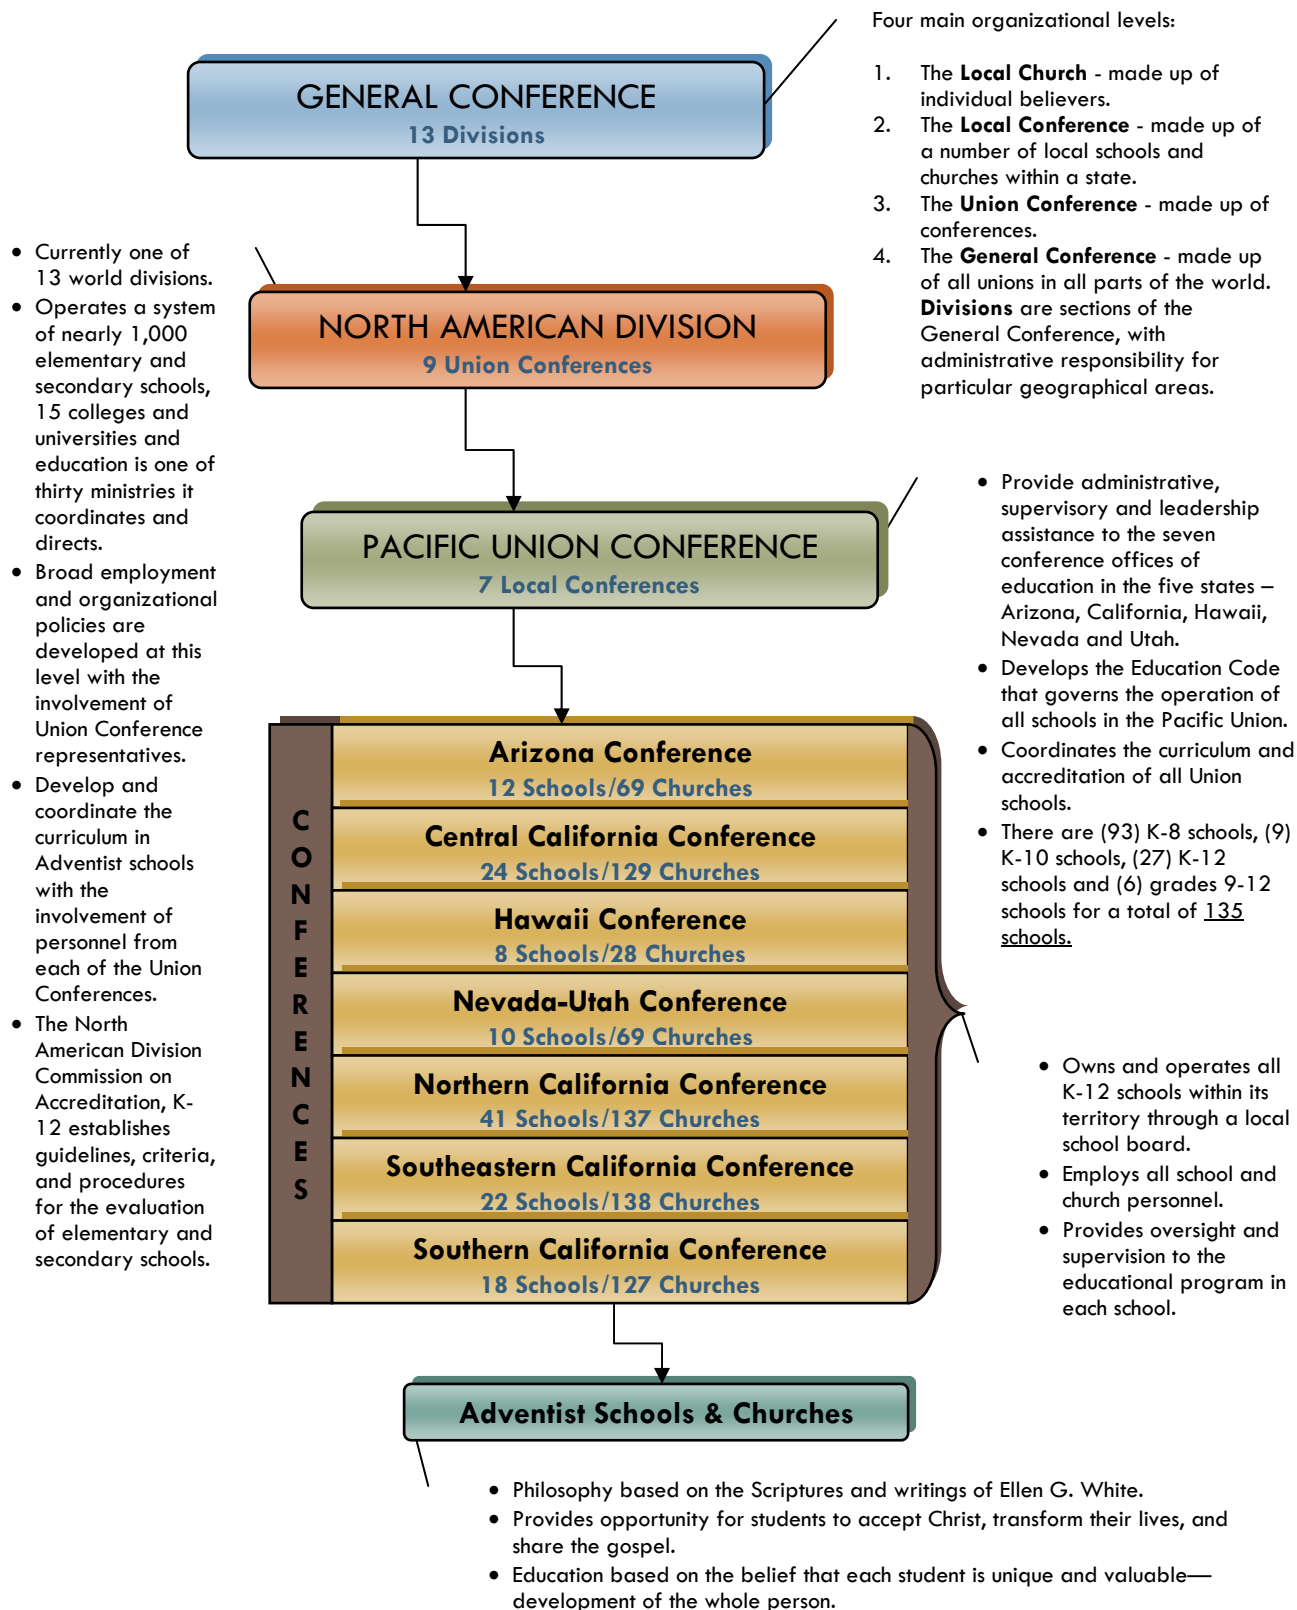 Four main organizational levels:
1. The Local Church - made up of
individual believers.
2. The Local Conference - made up of
a number of local schools and
churches within a state.
3. The Union Conference - made up of
conferences.
4. The General Conference - made up
of all unions in all parts of the world.
Divisions are sections of the
General Conference, with
administrative responsibility for
particular geographical areas.
GENERAL CONFERENCE
13 Divisions
• Currently one of
13 world divisions.
• Operates a system
of nearly 1,000
elementary and
secondary schools,
15 colleges and
universities and
education is one of
thirty ministries it
coordinates and
directs.
• Broad employment
and organizational
policies are
developed at this
level with the
involvement of
Union Conference
representatives.
• Develop and
coordinate the
curriculum in
Adventist schools
with the
involvement of
personnel from
each of the Union
Conferences.
• The North
American Division
Commission on
Accreditation, K-
12 establishes
guidelines, criteria,
and procedures
for the evaluation
of elementary and
secondary schools.
NORTH AMERICAN DIVISION
9 Union Conferences
PACIFIC UNION CONFERENCE
7 Local Conferences
• Provide administrative,
supervisory and leadership
assistance to the seven
conference offices of
education in the five states –
Arizona, California, Hawaii,
Nevada and Utah.
• Develops the Education Code
that governs the operation of
all schools in the Pacific Union.
• Coordinates the curriculum and
accreditation of all Union
schools.
• There are (93) K-8 schools, (9)
K-10 schools, (27) K-12
schools and (6) grades 9-12
schools for a total of 135
schools.
CONFERENCES
Arizona Conference
12 Schools/69 Churches
Central California Conference
24 Schools/129 Churches
Hawaii Conference
8 Schools/28 Churches
Nevada-Utah Conference
10 Schools/69 Churches
Northern California Conference
41 Schools/137 Churches
Southeastern California Conference
22 Schools/138 Churches
Southern California Conference
18 Schools/127 Churches
• Owns and operates all
K-12 schools within its
territory through a local
school board.
• Employs all school and
church personnel.
• Provides oversight and
supervision to the
educational program in
each school.
Adventist Schools & Churches
• Philosophy based on the Scriptures and writings of Ellen G. White.
• Provides opportunity for students to accept Christ, transform their lives, and
share the gospel.
• Education based on the belief that each student is unique and valuable—
development of the whole person.